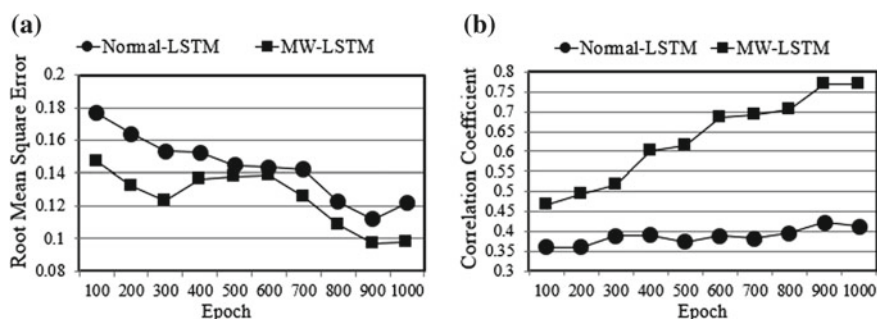 (a)
Normal-LSTM
MW-LSTM
Root Mean Square Error
0.2
0.18
0.16
0.14
0.12
0.1
0.08
100 200 300 400 500 600 700 800 900 1000
Epoch
(b)
Normal-LSTM
MW-LSTM
Correlation Coefficient
0.8
0.75
0.7
0.65
0.6
0.55
0.5
0.45
0.4
0.35
0.3
100 200 300 400 500 600 700 800 900 1000
Epoch